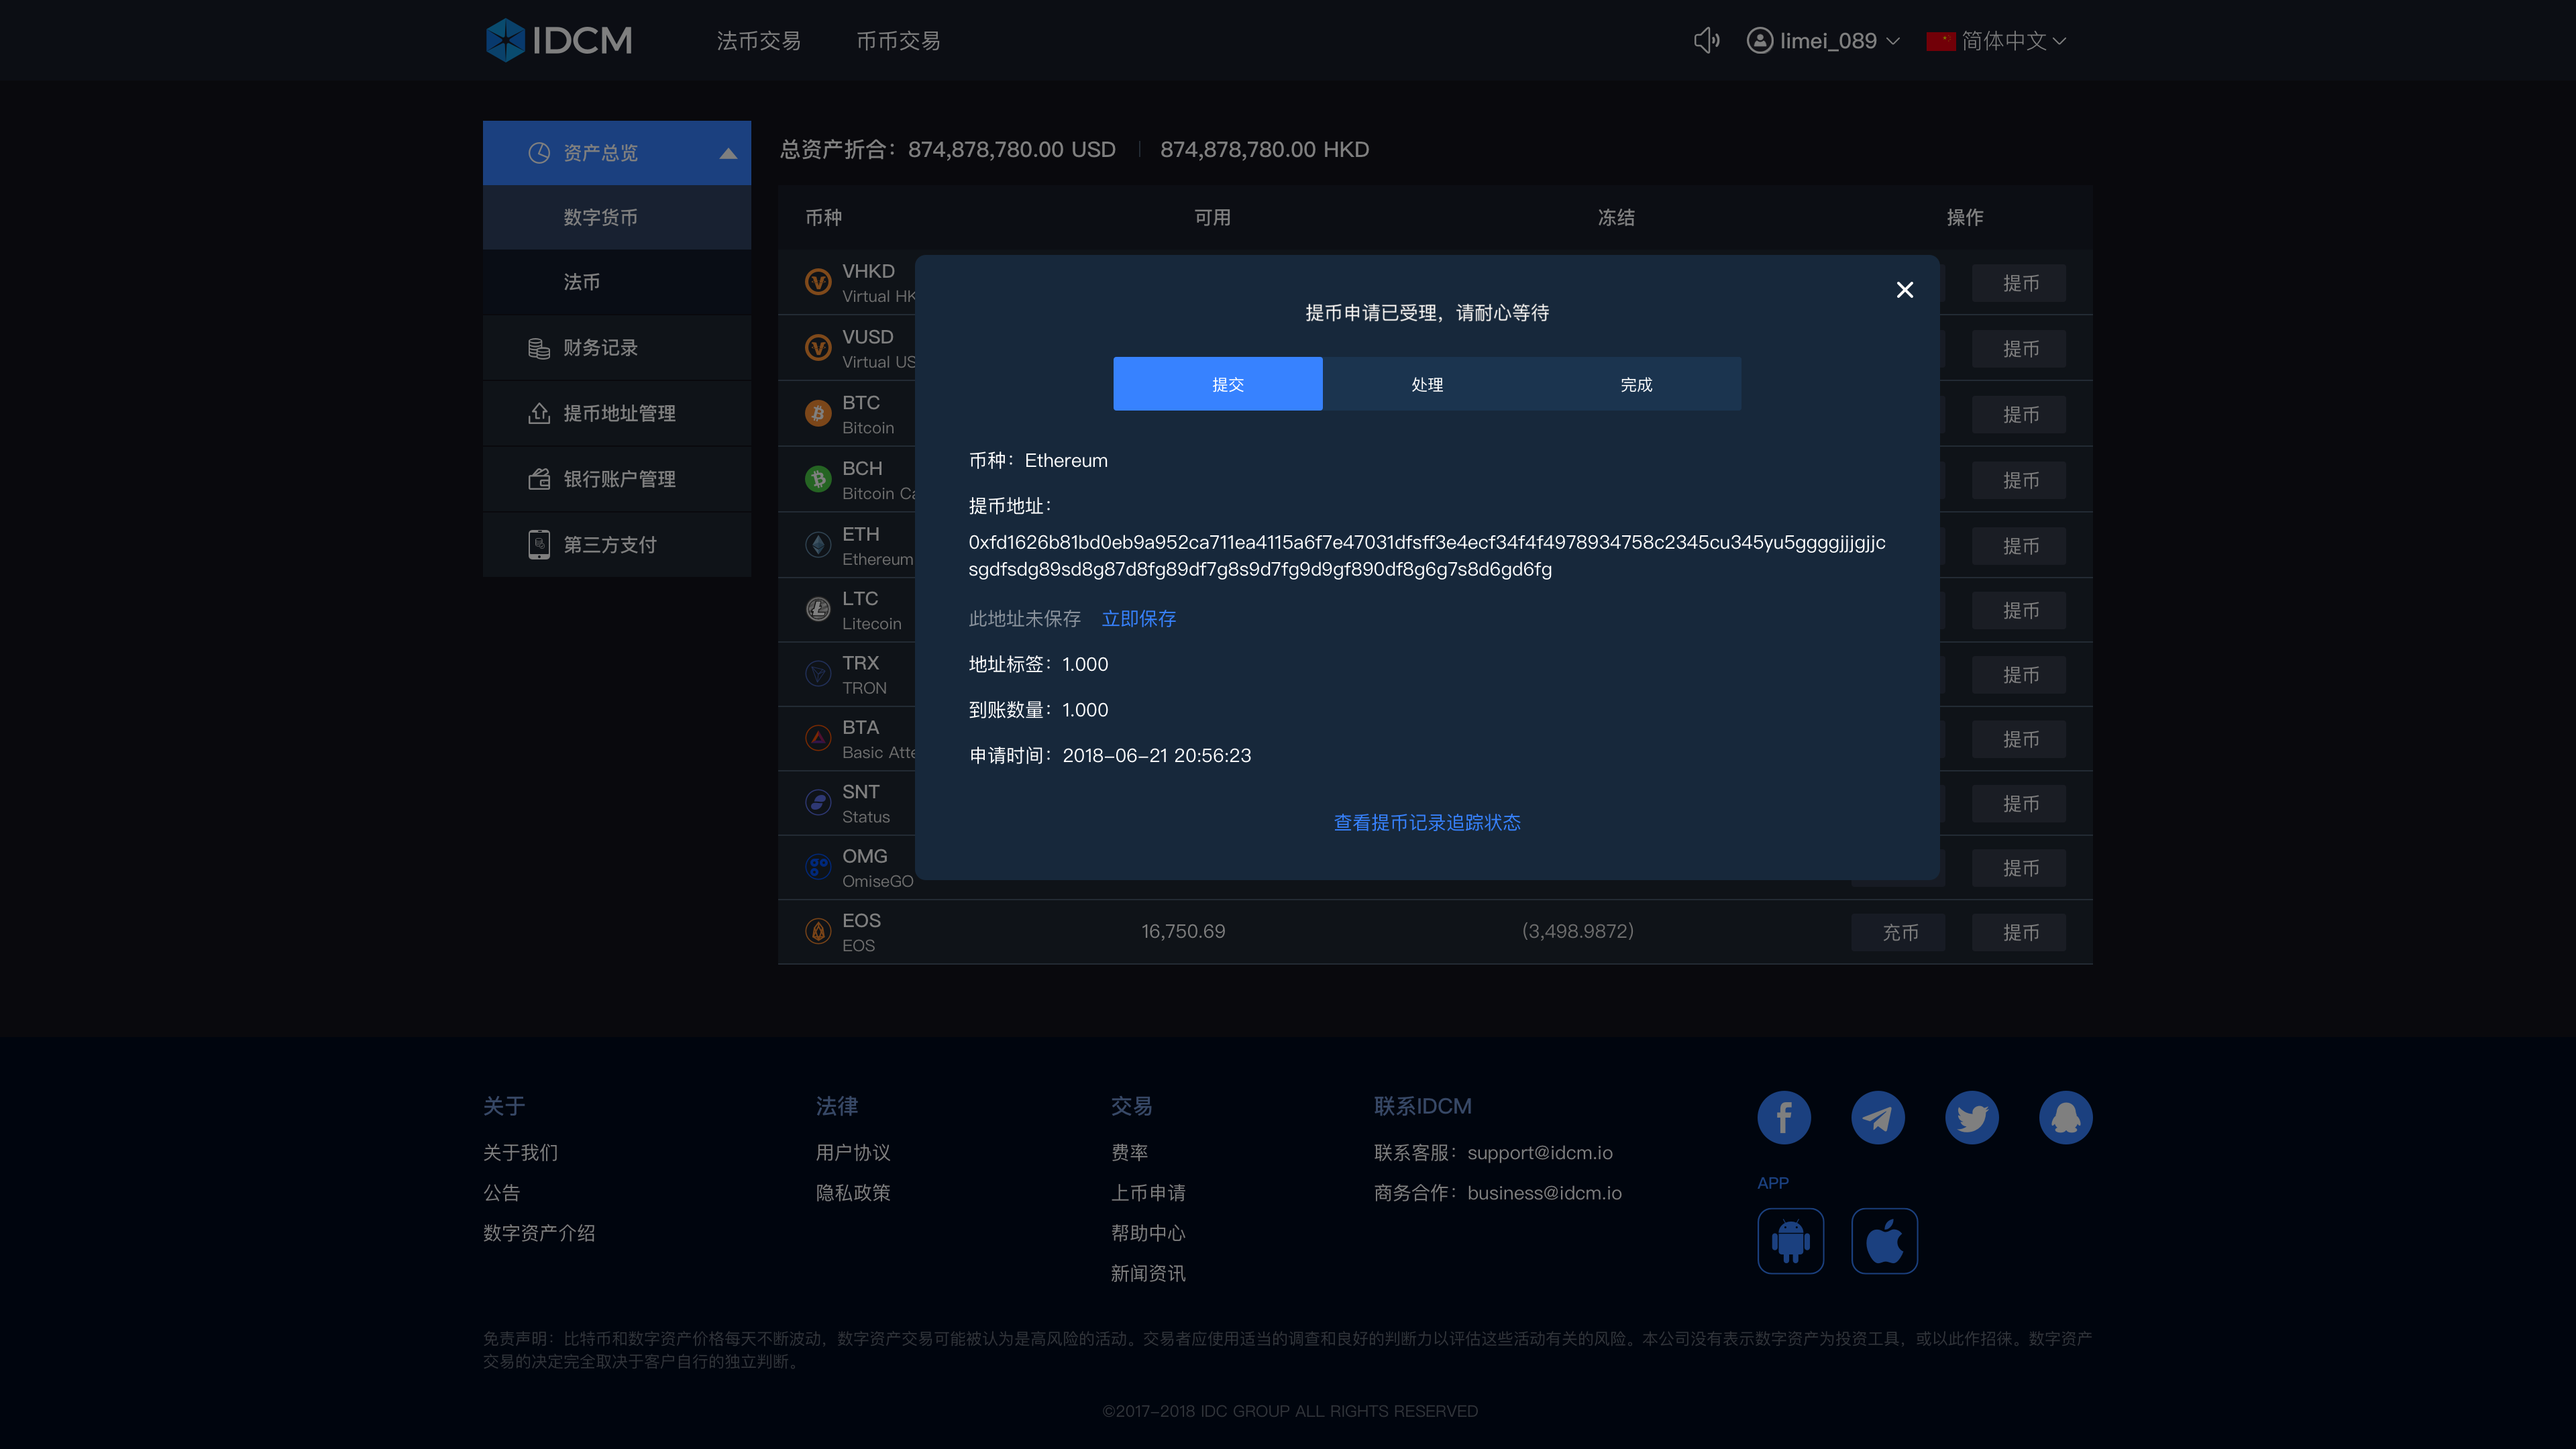 IDCM
法币交易
币币交易
limei_089
简体中文
资产总览
数字货币
法币
财务记录
提币地址管理
银行账户管理
第三方支付
总资产折合：874,878,780.00 USD
874,878,780.00 HKD
币种 可用 冻结 操作
VHKD
Virtual HK
提币
VUSD
Virtual US
提币
BTC
Bitcoin
提币
BCH
Bitcoin Ca
提币
ETH
Ethereum
提币
LTC
Litecoin
提币
TRX
TRON
提币
BTA
Basic Atte
提币
SNT
Status
提币
OMG
OmiseGO
提币
EOS
EOS
16,750.69 (3,498.9872) 充币 提币
提币申请已受理，请耐心等待
提交 处理 完成
币种：Ethereum
提币地址：
0xfd1626b81bd0eb9a952ca711ea4115a6f7e47031dfsff3e4ecf34f4f4978934758c2345cu345yu5ggggjjjgjjc
sgdfsdg89sd8g87d8fg89df7g8s9d7fg9d9gf890df8g6g7s8d6gd6fg
此地址未保存 立即保存
地址标签：1.000
到账数量：1.000
申请时间：2018-06-21 20:56:23
查看提币记录追踪状态
关于
关于我们
公告
数字资产介绍
法律
用户协议
隐私政策
交易
费率
上币申请
帮助中心
新闻资讯
联系IDCM
联系客服：support@idcm.io
商务合作：business@idcm.io
APP
免责声明：比特币和数字资产价格每天不断波动，数字资产交易可能被认为是高风险的活动。交易者应使用适当的调查和良好的判断力以评估这些活动有关的风险。本公司没有表示数字资产为投资工具，或以此作招徕。数字资产
交易的决定完全取决于客户自行的独立判断。
©2017-2018 IDC GROUP ALL RIGHTS RESERVED